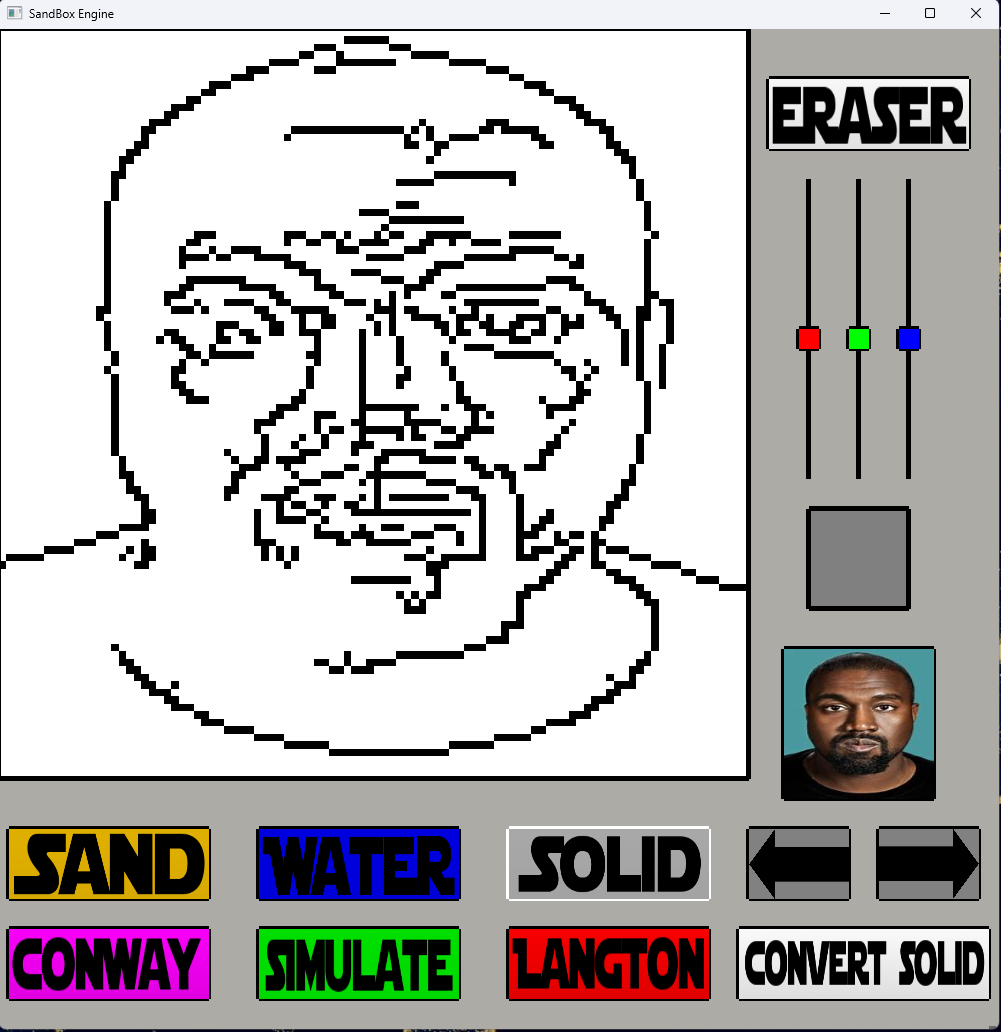 SandBox Engine
ERASER
SAND
WATER
SOLID
CONWAY
SIMULATE
LANGTON
CONVERT SOLID